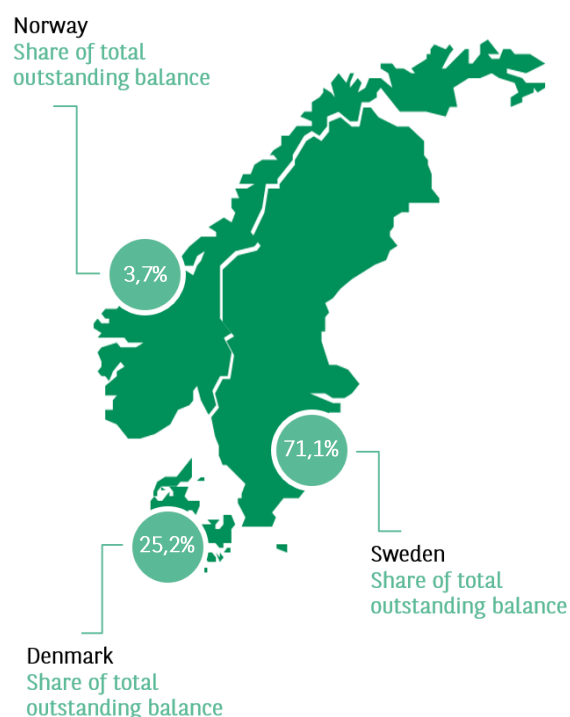 Norway
Share of total
outstanding balance
3,7%
71,1%
25,2%
Sweden
Share of total
outstanding balance
Denmark
Share of total
outstanding balance